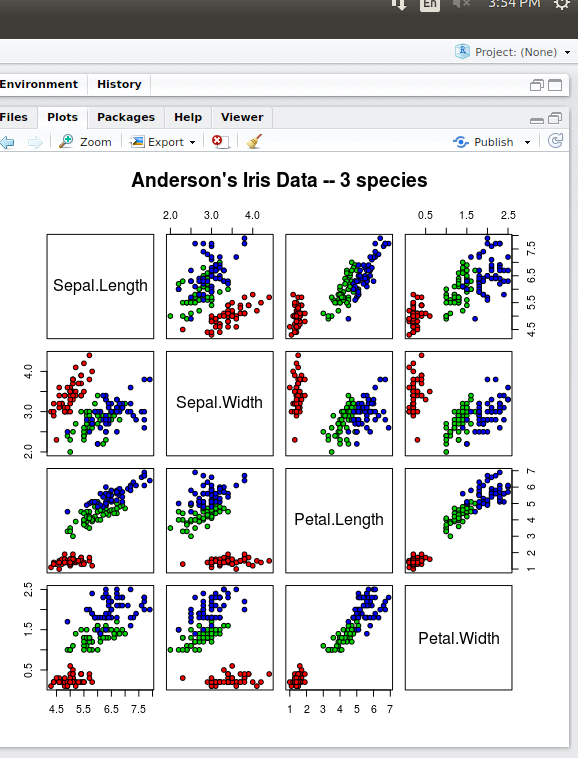 En 3:54 PM
Project: (None)
Environment History
Files Plots Packages Help Viewer
Zoom Export Publish
Anderson's Iris Data -- 3 species
2.0 3.0 4.0 0.5 1.5 2.5
Sepal.Length
4.5 5.5 6.5 7.5
Sepal.Width
2.0 3.0 4.0
Petal.Length
1 2 3 4 5 6 7
Petal.Width
0.5 1.5 2.5
4.5 5.5 6.5 7.5 1 2 3 4 5 6 7